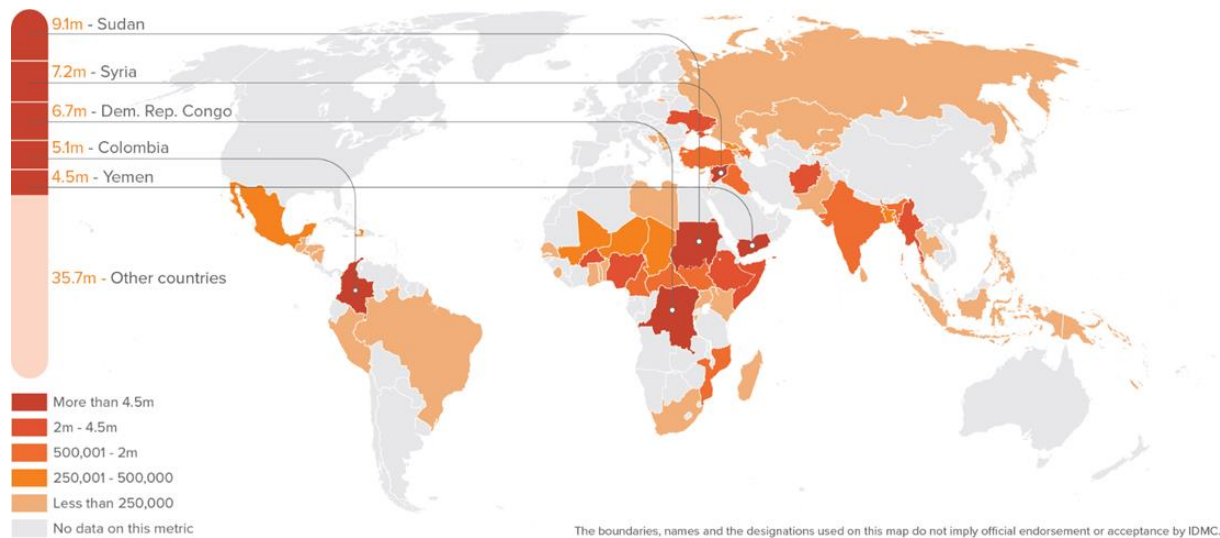 9.1m - Sudan
7.2m - Syria
6.7m - Dem. Rep. Congo
5.1m - Colombia
4.5m - Yemen
35.7m - Other countries
More than 4.5m
2m - 4.5m
500,001 - 2m
250,001 - 500,000
Less than 250,000
No data on this metric
The boundaries, names and the designations used on this map do not imply official endorsement or acceptance by IDMC.